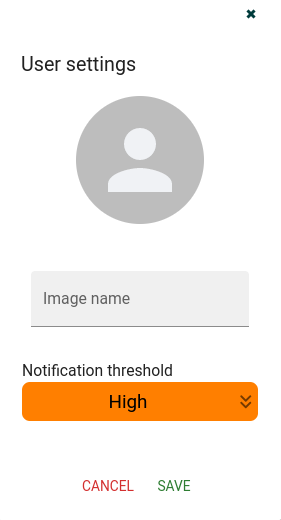 User settings
Image name
Notification threshold
High
CANCEL SAVE